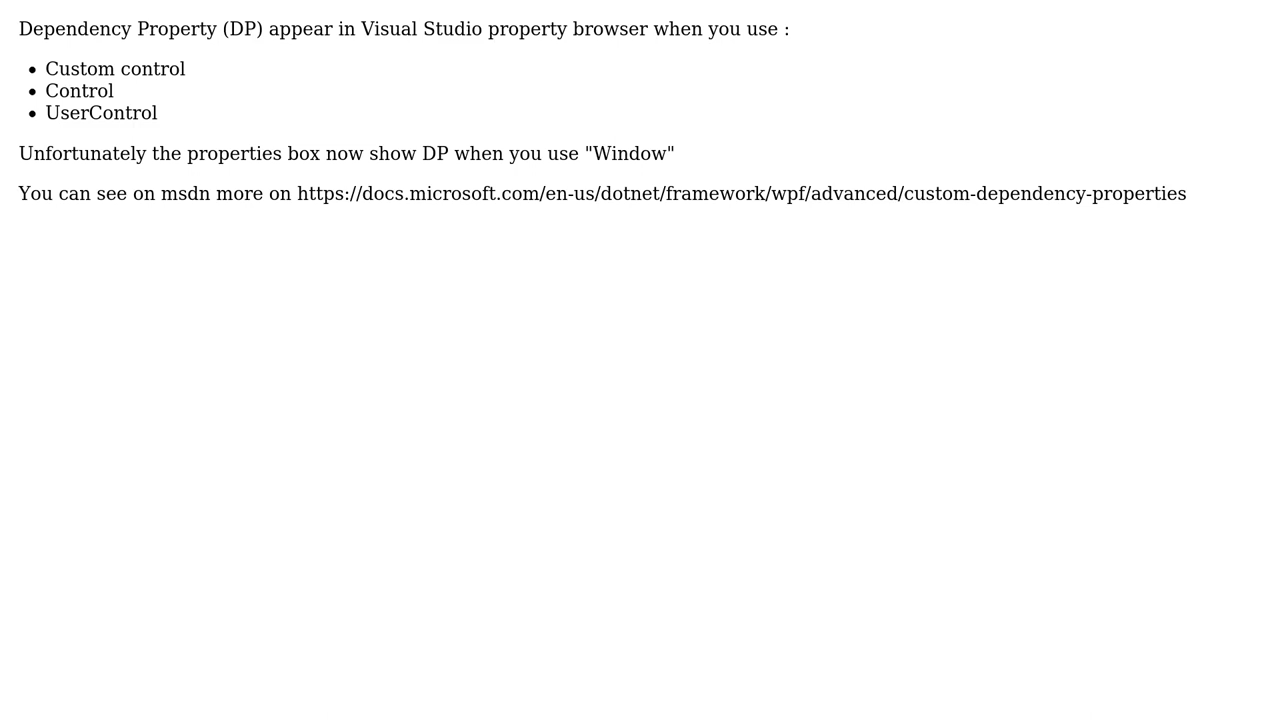 Dependency Property (DP) appear in Visual Studio property browser when you use :
• Custom control
• Control
• UserControl
Unfortunately the properties box now show DP when you use "Window"
You can see on msdn more on https://docs.microsoft.com/en-us/dotnet/framework/wpf/advanced/custom-dependency-properties